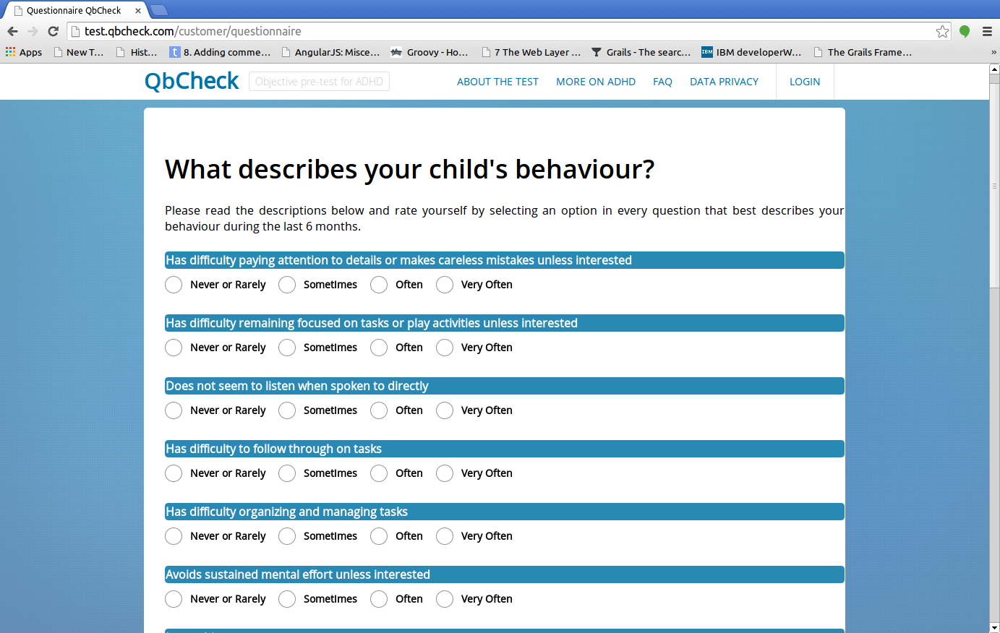 Questionnaire QbCheck
test.qbcheck.com/customer/questionnaire
Apps New T... Hist... 8. Adding comme... AngularJS: Misce... Groovy - Ho... 7 The Web Layer ... Grails - The searc... IBM IBM developerW... The Grails Frame... »
QbCheck Objective pre-test for ADHD ABOUT THE TEST MORE ON ADHD FAQ DATA PRIVACY LOGIN
What describes your child's behaviour?
Please read the descriptions below and rate yourself by selecting an option in every question that best describes your
behaviour during the last 6 months.
Has difficulty paying attention to details or makes careless mistakes unless interested
Never or Rarely Sometimes Often Very Often
Has difficulty remaining focused on tasks or play activities unless interested
Never or Rarely Sometimes Often Very Often
Does not seem to listen when spoken to directly
Never or Rarely Sometimes Often Very Often
Has difficulty to follow through on tasks
Never or Rarely Sometimes Often Very Often
Has difficulty organizing and managing tasks
Never or Rarely Sometimes Often Very Often
Avoids sustained mental effort unless interested
Never or Rarely Sometimes Often Very Often